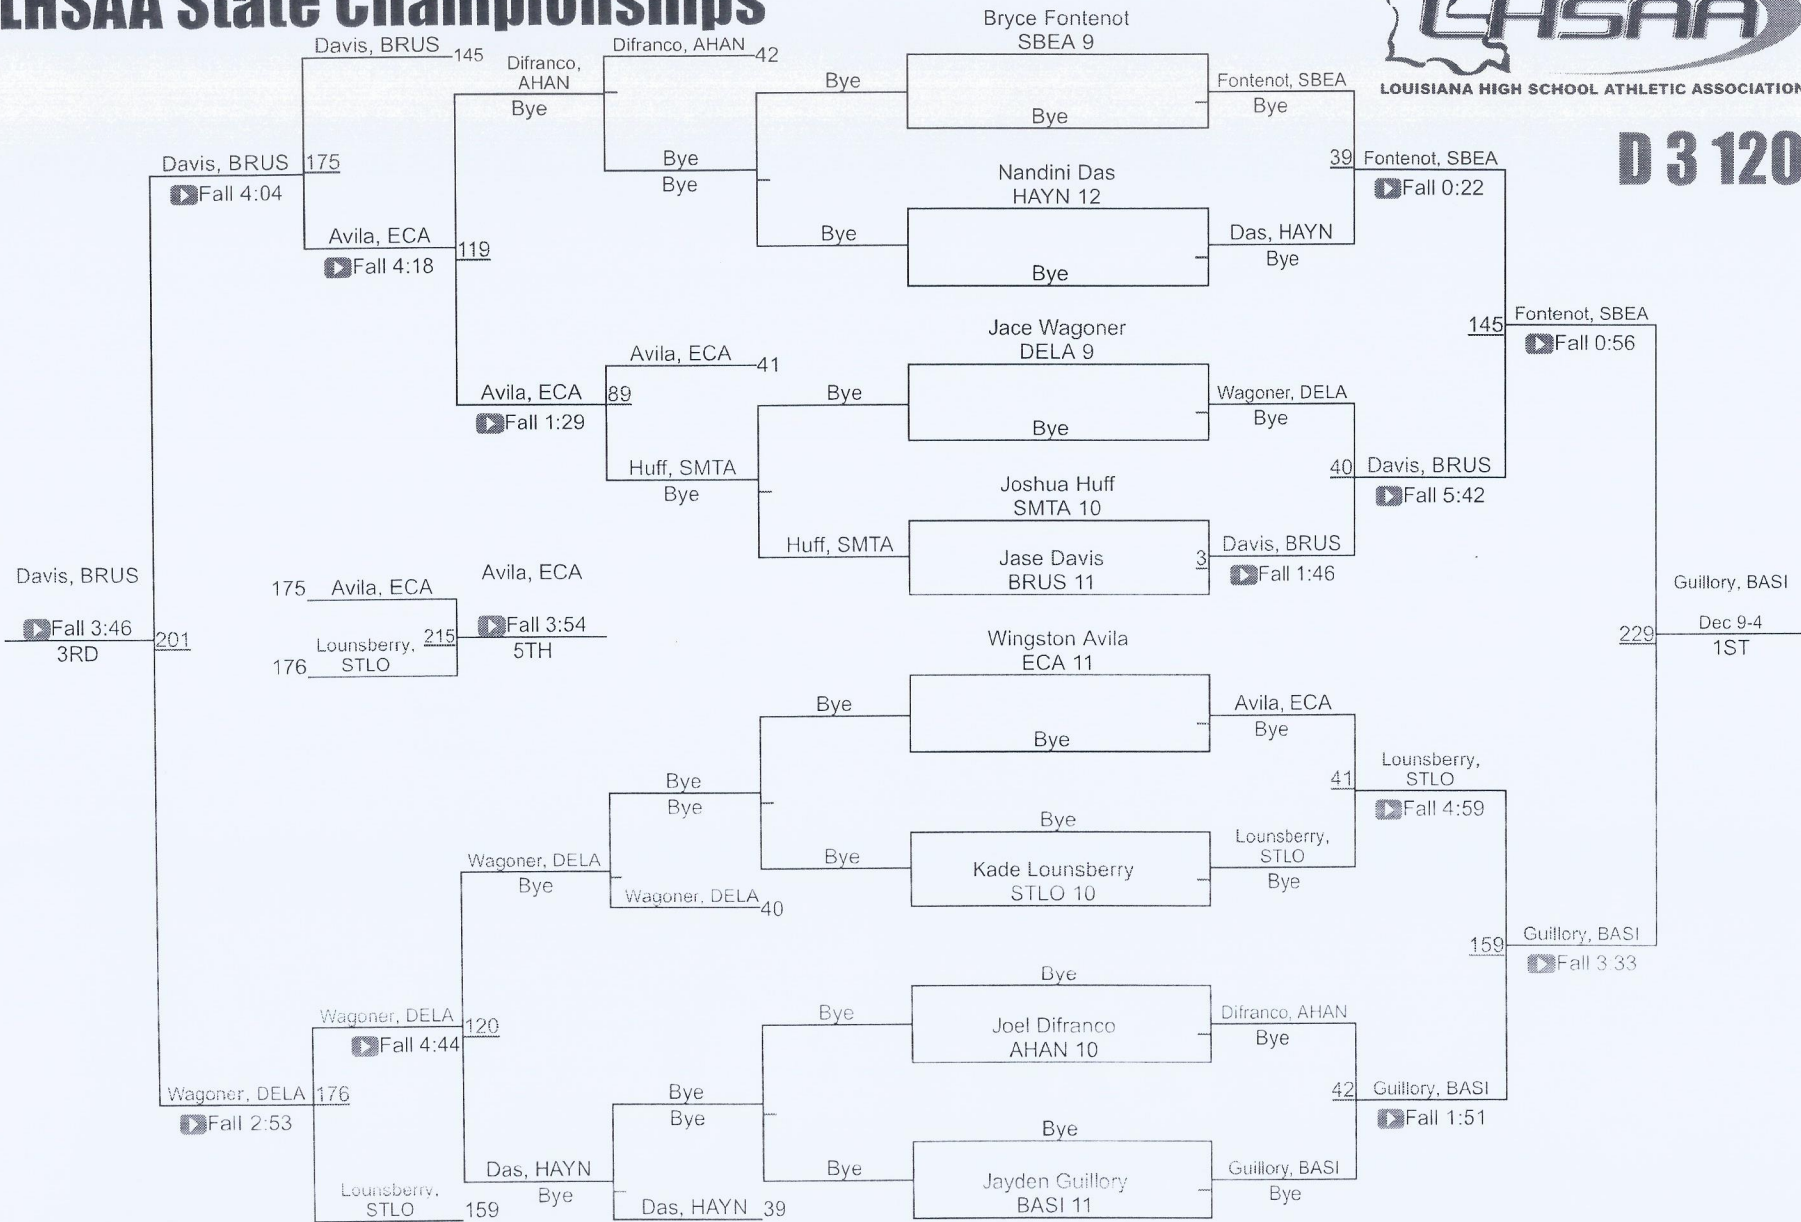 LHSAA State Championships
LHSAA
LOUISIANA HIGH SCHOOL ATHLETIC ASSOCIATION
D 3 120
Bryce Fontenot
SBEA 9
Bye
Nandini Das
HAYN 12
Bye
Jace Wagoner
DELA 9
Bye
Joshua Huff
SMTA 10
Jase Davis
BRUS 11
3
Wingston Avila
ECA 11
Bye
Bye
Kade Lounsberry
STLO 10
Bye
Joel Difranco
AHAN 10
Bye
Jayden Guillory
BASI 11
Fontenot, SBEA
Bye
Das, HAYN
Bye
Wagoner, DELA
Bye
Davis, BRUS
Fall 1:46
Avila, ECA
Bye
Lounsberry,
STLO
Bye
Difranco, AHAN
Bye
Guillory, BASI
Bye
39
Fontenot, SBEA
Fall 0:22
40
Davis, BRUS
Fall 5:42
41
Lounsberry,
STLO
Fall 4:59
42
Guillory, BASI
Fall 1:51
145
Fontenot, SBEA
Fall 0:56
159
Guillory, BASI
Fall 3:33
229
Guillory, BASI
Dec 9-4
1ST
Bye
Bye
Bye
Huff, SMTA
Bye
Bye
Bye
Bye
Difranco, AHAN
42
Bye
Bye
Avila, ECA
41
Huff, SMTA
Bye
Bye
Bye
Wagoner, DELA
40
Bye
Bye
Das, HAYN
39
Difranco,
AHAN
Bye
Avila, ECA
89
Fall 1:29
Wagoner, DELA
Bye
Das, HAYN
Bye
Davis, BRUS
145
Avila, ECA
119
Fall 4:18
Wagoner, DELA
120
Fall 4:44
Lounsberry,
STLO
159
Davis, BRUS
175
Fall 4:04
Wagoner, DELA
176
Fall 2:53
Davis, BRUS
Fall 3:46
201
3RD
175
Avila, ECA
Lounsberry,
STLO
176
215
Avila, ECA
Fall 3:54
5TH